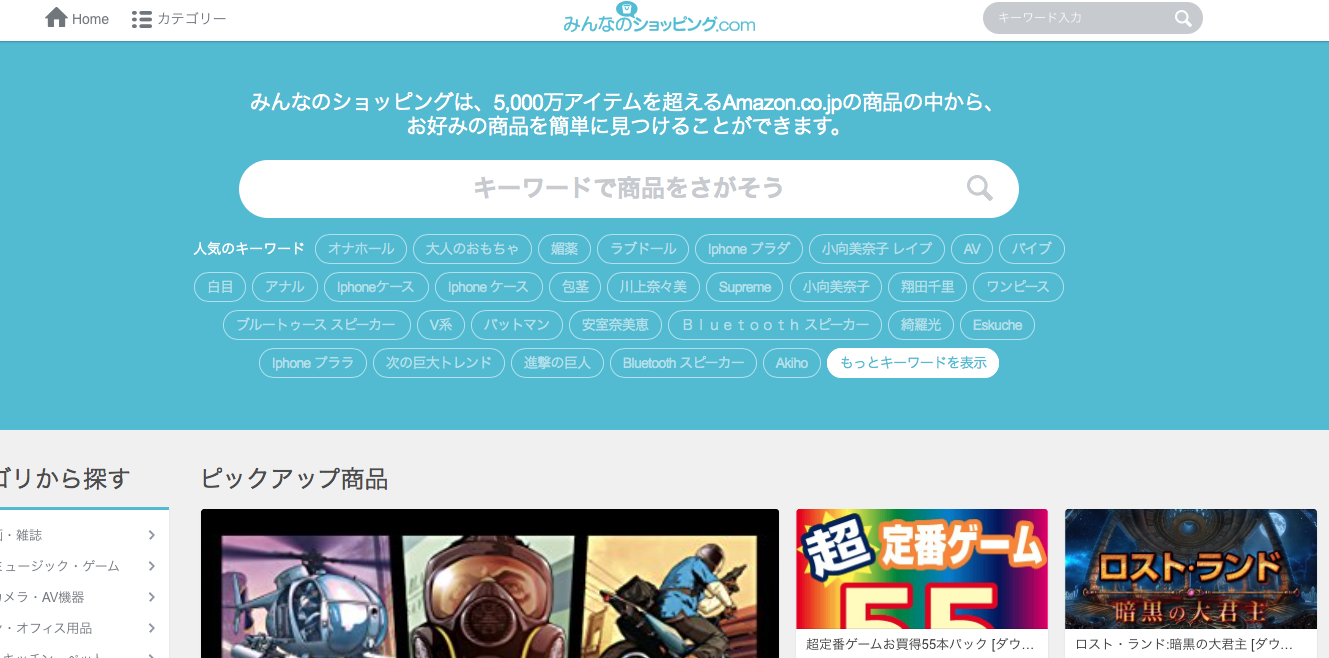 Home カテゴリー みんなのショッピング.com キーワード入力
みんなのショッピングは、5,000万アイテムを超えるAmazon.co.jpの商品の中から、
お好みの商品を簡単に見つけることができます。
キーワードで商品をさがそう
人気のキーワード オナホール 大人のおもちゃ 媚薬 ラブドール Iphone プラダ 小向美奈子 レイプ AV バイブ
白目 アナル Iphoneケース Iphone ケース 包茎 川上奈々美 Supreme 小向美奈子 翔田千里 ワンピース
ブルートゥース スピーカー V系 バットマン 安室奈美恵 Ｂｌｕｅｔｏｏｔｈ スピーカー 綺羅光 Eskuche
Iphone プララ 次の巨大トレンド 進撃の巨人 Bluetooth スピーカー Akiho もっとキーワードを表示
ゴリから探す
・雑誌
ミュージック・ゲーム
カメラ・AV機器
・オフィス用品
キッチン・ペット
ピックアップ商品
超 定番ゲーム
55
超定番ゲームお買得55本パック [ダウ...
ロスト・ランド
暗黒の大君主
ロスト・ランド:暗黒の大君主 [ダウ...